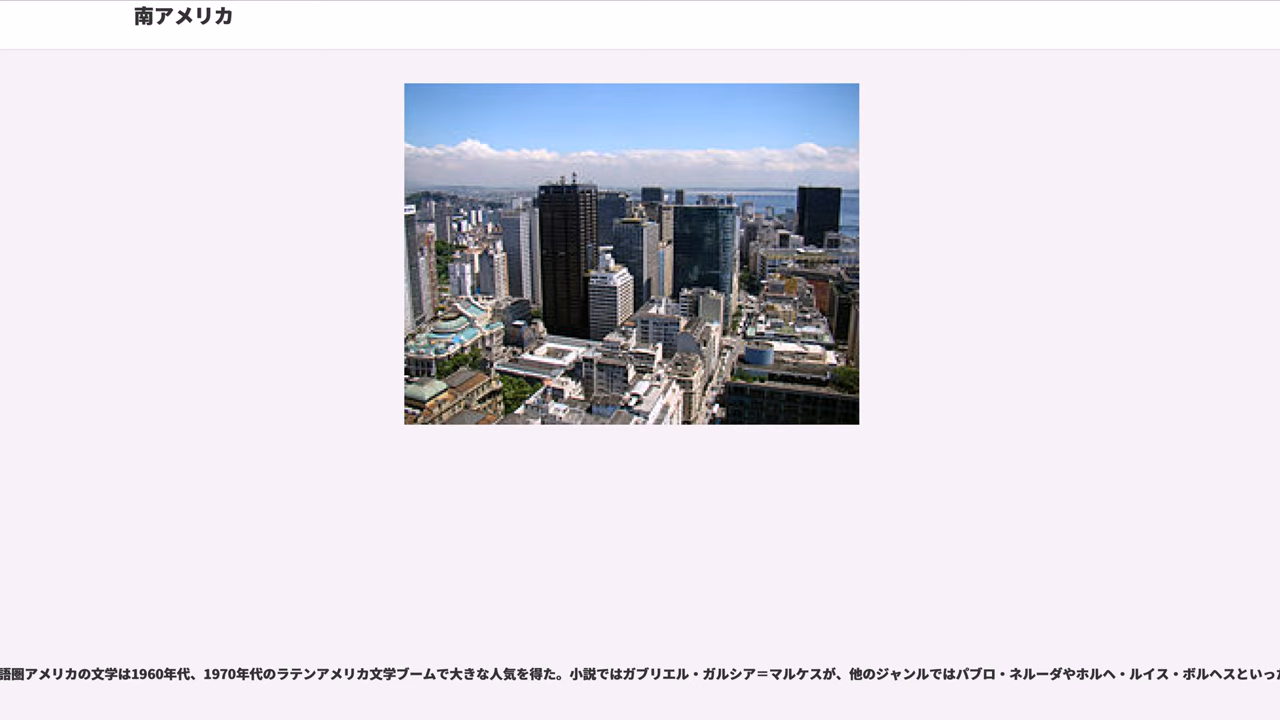 南アメリカ
語圏アメリカの文学は1960年代、1970年代のラテンアメリカ文学ブームで大きな人気を得た。小説ではガブリエル・ガルシア＝マルケスが、他のジャンルではパブロ・ネルーダやホルヘ・ルイス・ボルヘスといっ